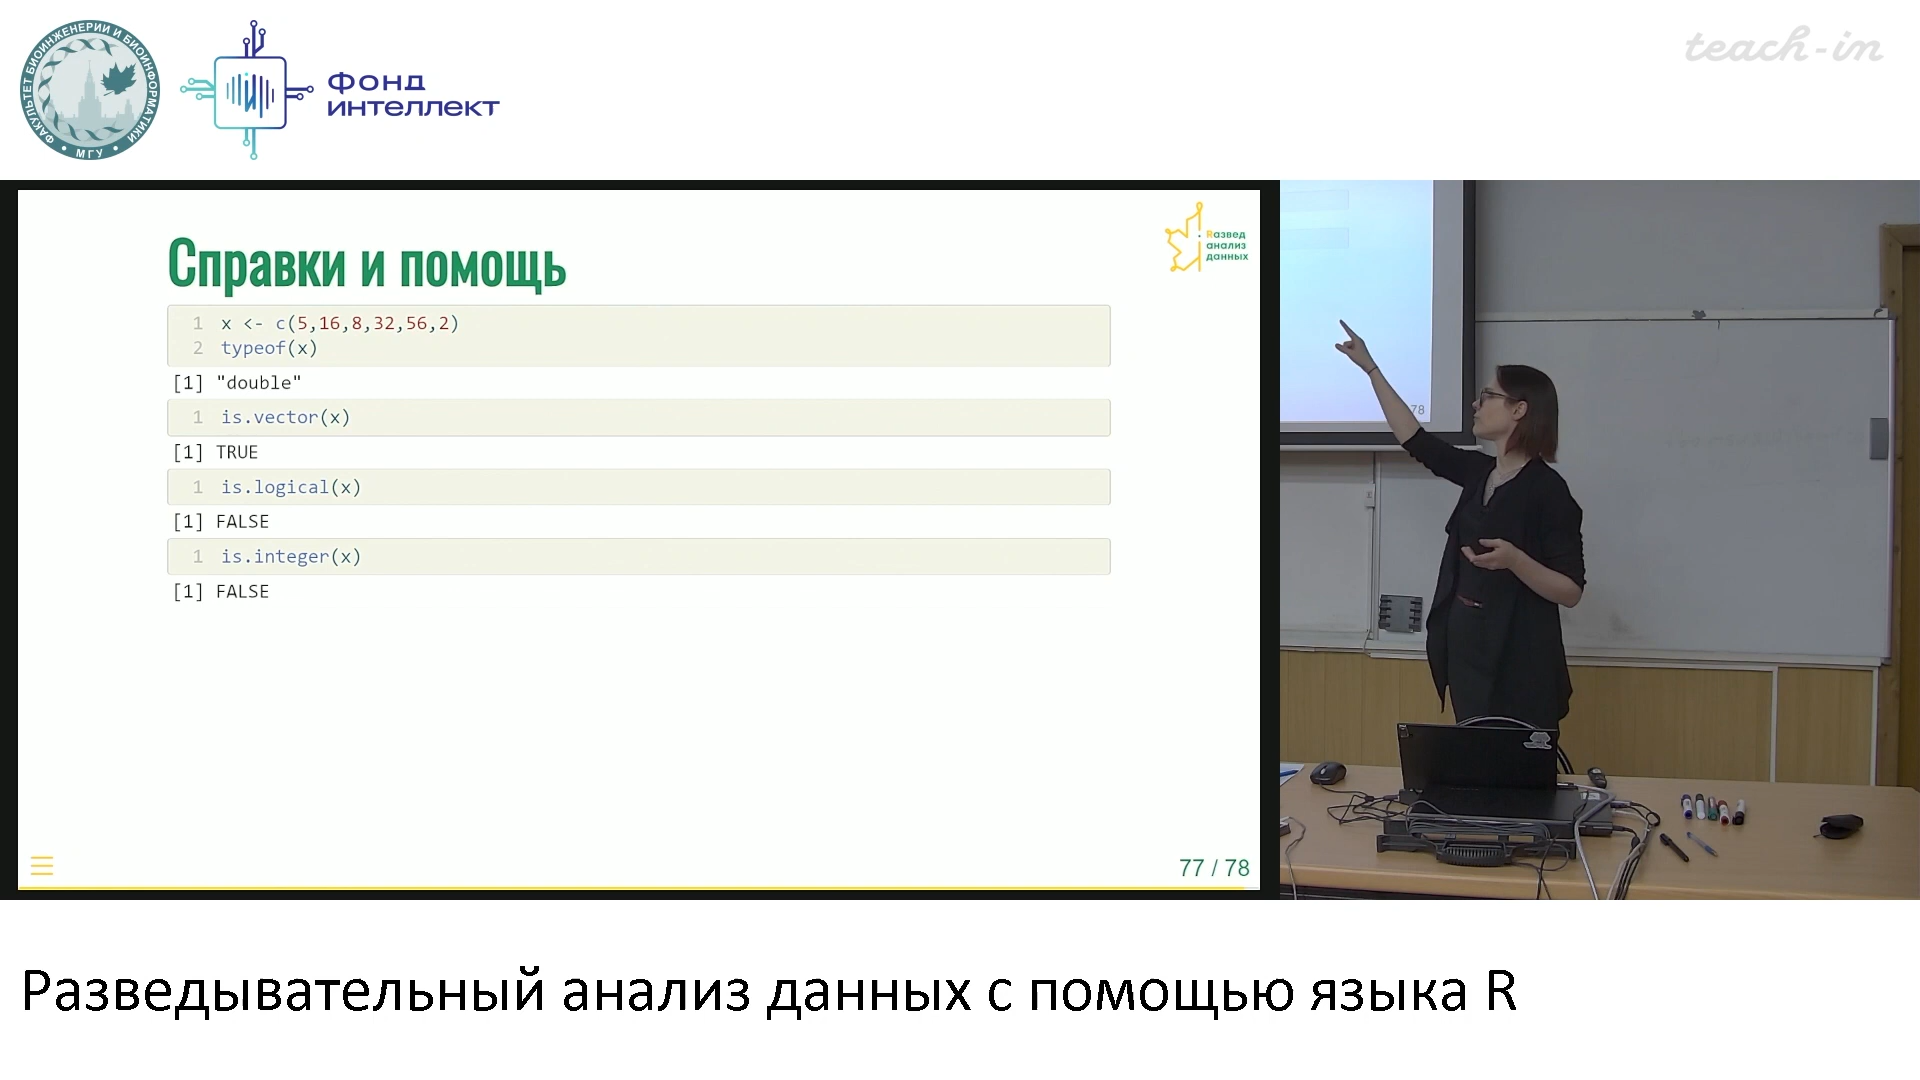 ФАКУЛЬТЕТ БИОИНЖЕНЕРИИ И БИОИНФОРМАТИКИ
• МГУ •
ФОНД
ИНТЕЛЛЕКТ
teach-in
Справки и помощь
Rазвед
анализ
данных
1 x <- c(5,16,8,32,56,2)
2 typeof(x)
[1] "double"
1 is.vector(x)
[1] TRUE
1 is.logical(x)
[1] FALSE
1 is.integer(x)
[1] FALSE
77 / 78
78
Разведывательный анализ данных с помощью языка R